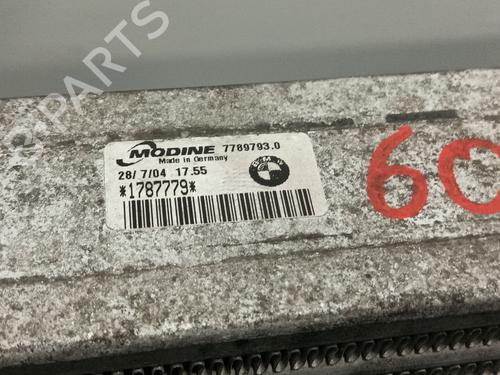 MODINE 7789793.0
Made in Germany
BMW
28/ 7/04 17.55
*1787779*
60
B-PARTS